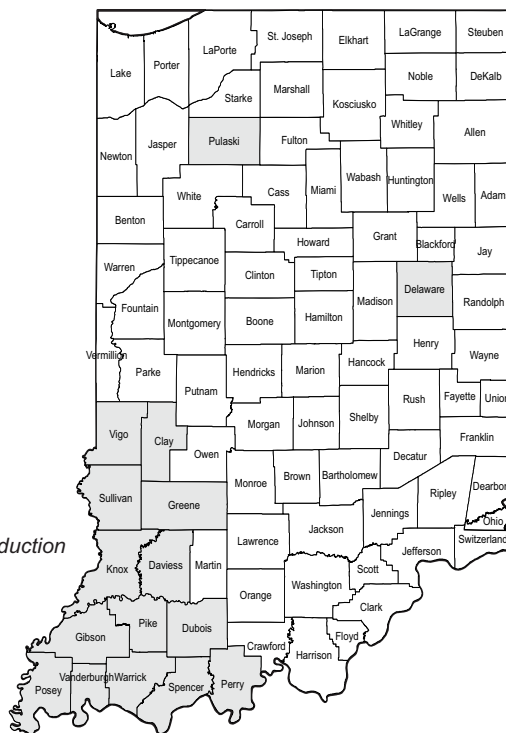 LaPorte St. Joseph Elkhart LaGrange Steuben
Lake Porter Noble DeKalb
Starke Marshall Kosciusko
Newton Jasper Pulaski Fulton Whitley Allen
White Cass Miami Wabash Huntington Wells Adam
Benton Carroll Howard Grant Blackford Jay
Warren Tippecanoe Clinton Tipton Madison Delaware Randolph
Fountain Montgomery Boone Hamilton Henry Wayne
Vermillion Parke Putnam Hendricks Marion Hancock Rush Fayette Union
Vigo Clay Owen Morgan Johnson Shelby Franklin
Sullivan Greene Monroe Brown Bartholomew Decatur Ripley Dearbor
Ohio
Jennings
Lawrence Jackson Jefferson Switzerland
duction
Knox Daviess Martin Orange Washington Scott
Clark
Gibson Pike Dubois Crawford Harrison Floyd
Posey Vanderburgh Warrick Spencer Perry